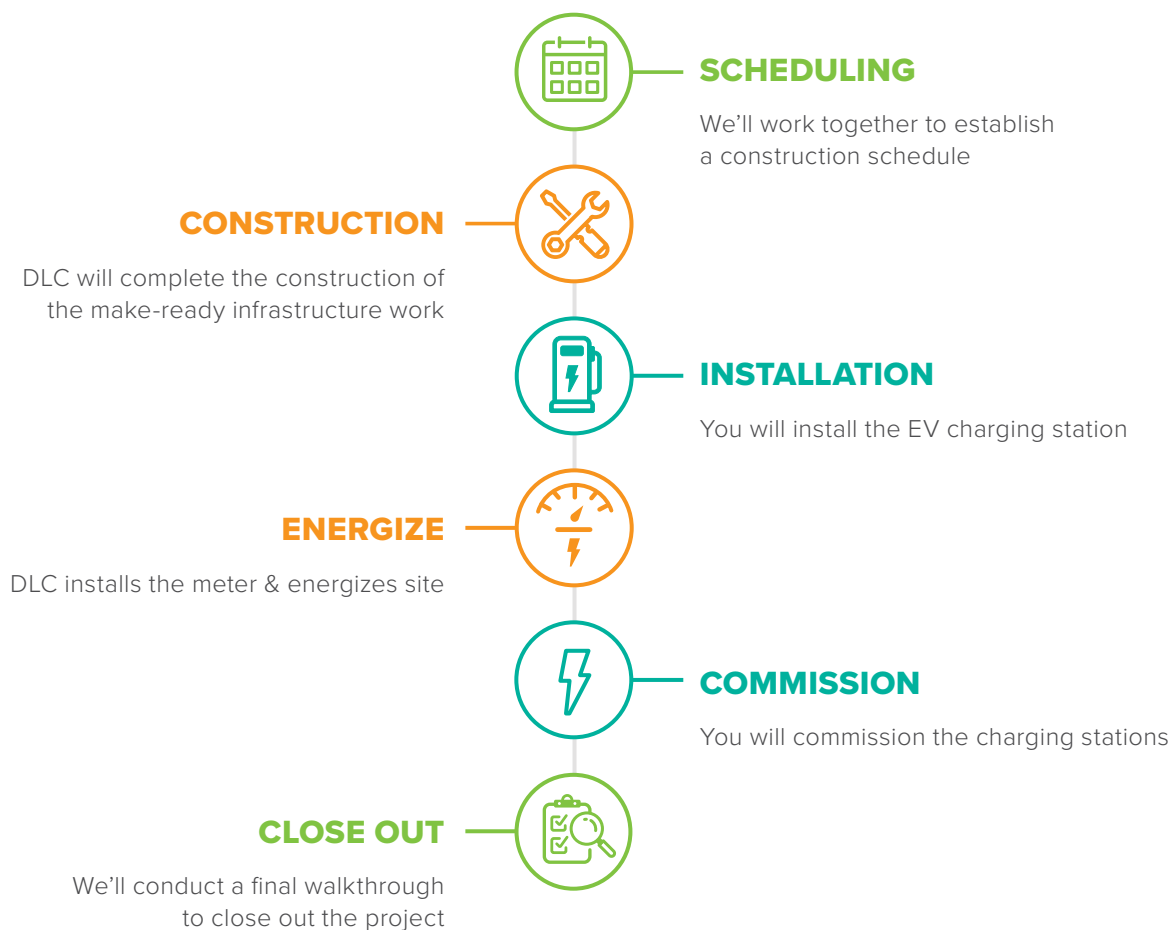 SCHEDULING
We'll work together to establish
a construction schedule
CONSTRUCTION
DLC will complete the construction of
the make-ready infrastructure work
INSTALLATION
You will install the EV charging station
ENERGIZE
DLC installs the meter & energizes site
COMMISSION
You will commission the charging stations
CLOSE OUT
We'll conduct a final walkthrough
to close out the project